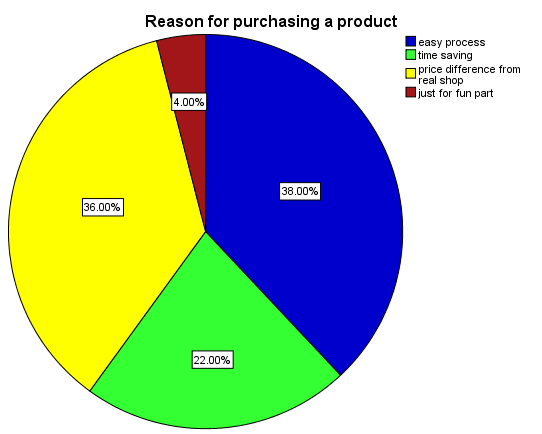 Reason for purchasing a product
easy process
time saving
price difference from
real shop
just for fun part
4.00%
38.00%
36.00%
22.00%